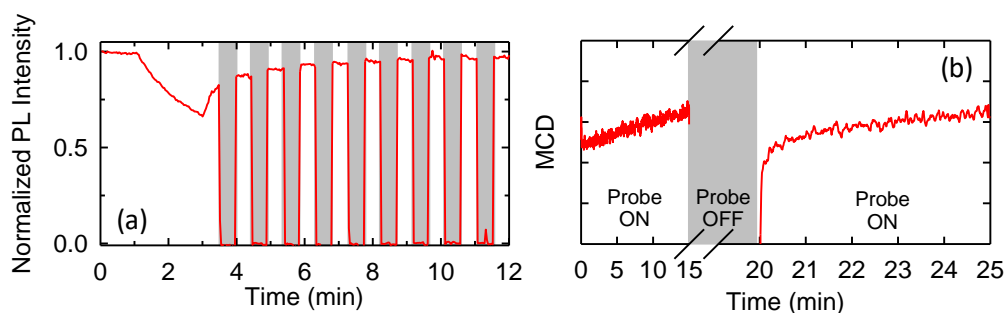 Normalized PL Intensity
1.0
0.5
0.0
(a)
0 2 4 6 8 10 12
Time (min)
MCD
(b)
Probe ON
Probe OFF
Probe ON
0 5 10 15 20 21 22 23 24 25
Time (min)